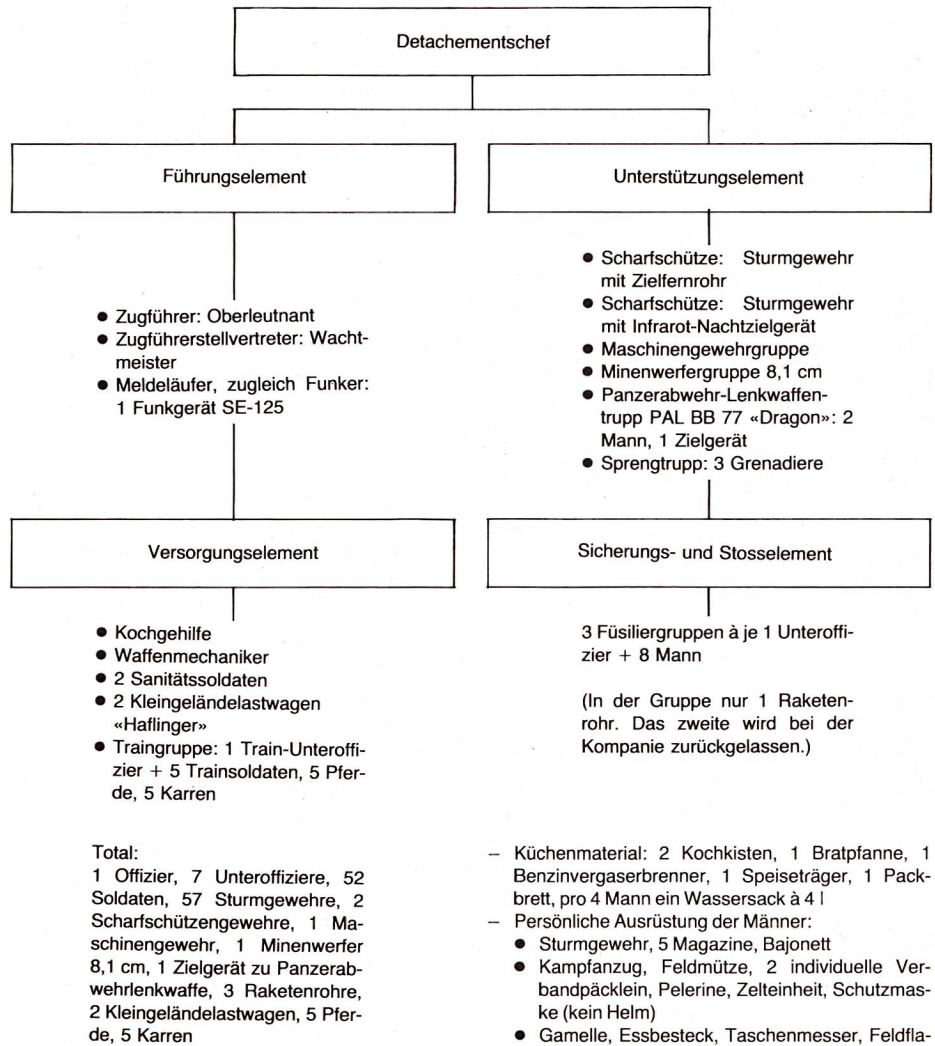 Detachementschef
Führungselement
Unterstützungselement
● Zugführer: Oberleutnant
● Zugführerstellvertreter: Wacht-
meister
● Meldeläufer, zugleich Funker:
1 Funkgerät SE-125
● Scharfschütze: Sturmgewehr
mit Zielfernrohr
● Scharfschütze: Sturmgewehr
mit Infrarot-Nachtzielgerät
● Maschinengewehrgruppe
● Minenwerfergruppe 8,1 cm
● Panzerabwehr-Lenkwaffen-
trupp PAL BB 77 «Dragon»: 2
Mann, 1 Zielgerät
● Sprengtrupp: 3 Grenadiere
Versorgungselement
Sicherungs- und Stosselement
● Kochgehilfe
● Waffenmechaniker
● 2 Sanitätssoldaten
● 2 Kleingeländelastwagen
«Haflinger»
● Traingruppe: 1 Train-Unteroffi-
zier + 5 Trainsoldaten, 5 Pfer-
de, 5 Karren
3 Füsiliergruppen à je 1 Unteroffi-
zier + 8 Mann
(In der Gruppe nur 1 Raketen-
rohr. Das zweite wird bei der
Kompanie zurückgelassen.)
Total:
1 Offizier, 7 Unteroffiziere, 52
Soldaten, 57 Sturmgewehre, 2
Scharfschützengewehre, 1 Ma-
schinengewehr, 1 Minenwerfer
8,1 cm, 1 Zielgerät zu Panzerab-
wehrlenkwaffe, 3 Raketenrohre,
2 Kleingeländelastwagen, 5 Pfer-
de, 5 Karren
– Küchenmaterial: 2 Kochkisten, 1 Bratpfanne, 1
Benzinvergaserbrenner, 1 Speiseträger, 1 Pack-
brett, pro 4 Mann ein Wassersack à 4 l
– Persönliche Ausrüstung der Männer:
● Sturmgewehr, 5 Magazine, Bajonett
● Kampfanzug, Feldmütze, 2 individuelle Ver-
bandpäcklein, Pelerine, Zelteinheit, Schutzmas-
ke (kein Helm)
● Gamelle, Essbesteck, Taschenmesser, Feldfla-